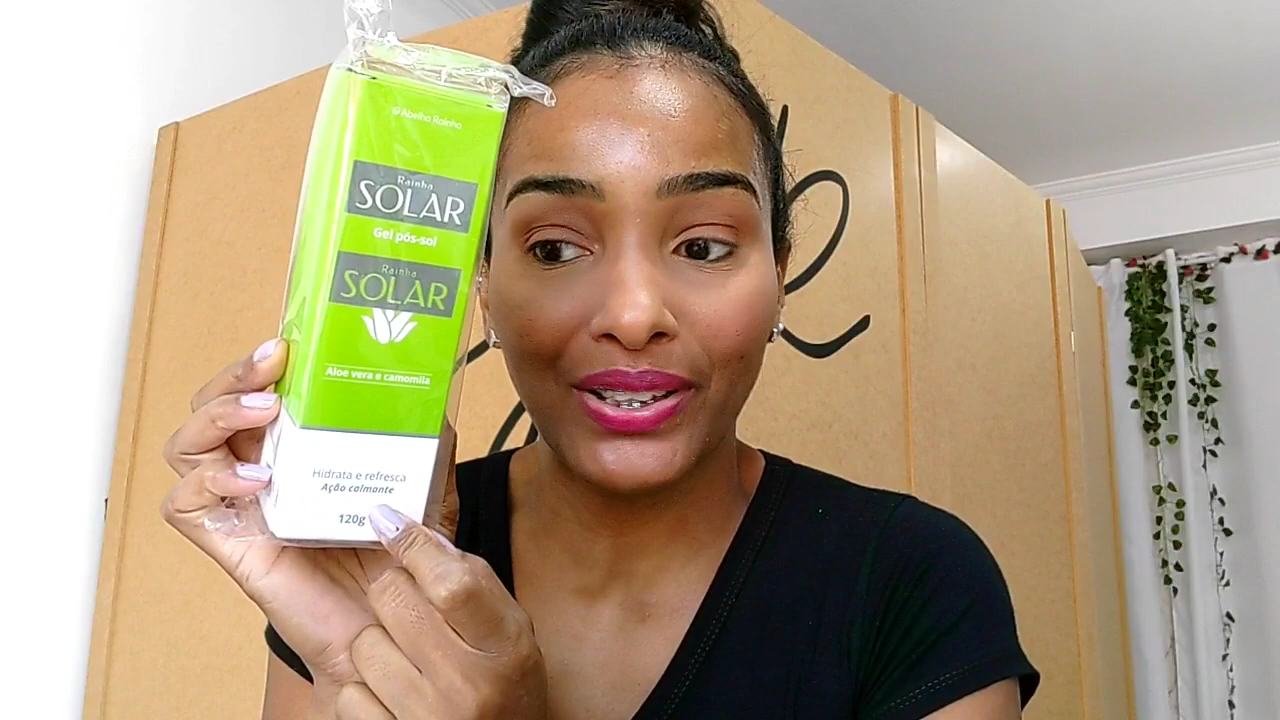 @Abelha Rainha
Rainha
SOLAR
Gel pós-sol
Rainha
SOLAR
Aloe vera e camomila
Hidrata e refresca
Ação calmante
120g